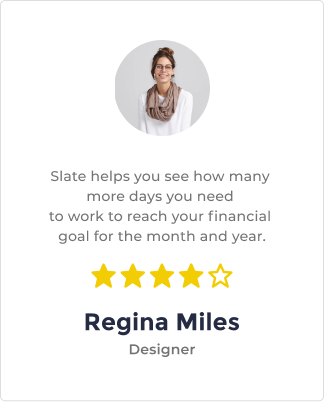 Slate helps you see how many
more days you need
to work to reach your financial
goal for the month and year.
Regina Miles
Designer